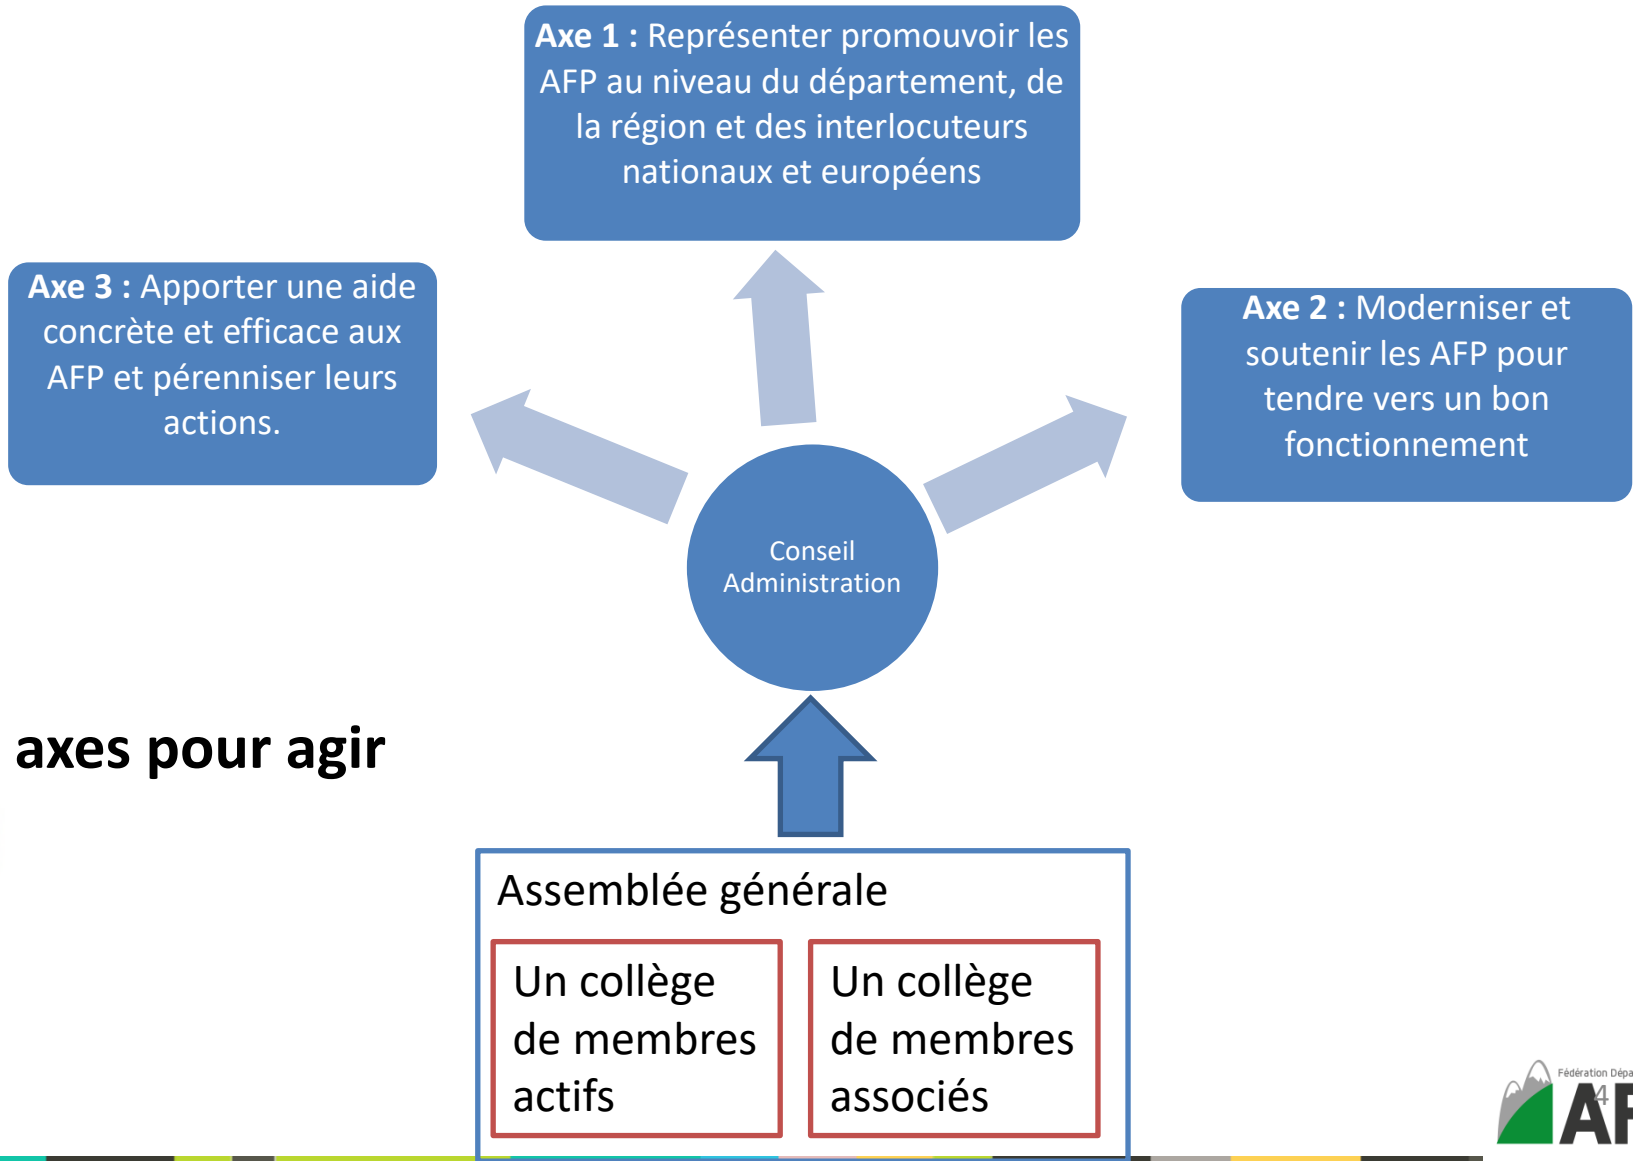 Axe 1 : Représenter promouvoir les
AFP au niveau du département, de
la région et des interlocuteurs
nationaux et européens
Axe 3 : Apporter une aide
concrète et efficace aux
AFP et pérenniser leurs
actions.
Axe 2 : Moderniser et
soutenir les AFP pour
tendre vers un bon
fonctionnement
Conseil
Administration
axes pour agir
Assemblée générale
Un collège
de membres
actifs
Un collège
de membres
associés
Fédération
4